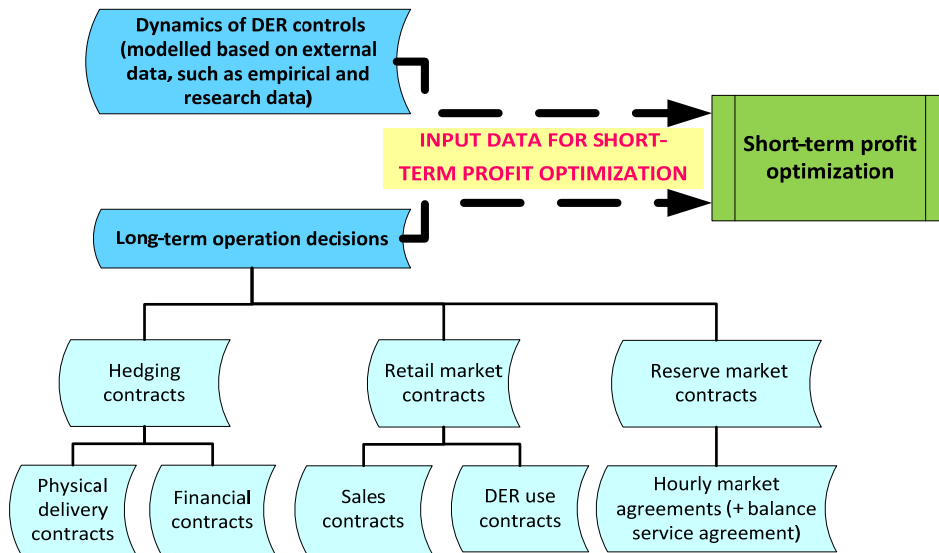 Dynamics of DER controls
(modelled based on external
data, such as empirical and
research data)
INPUT DATA FOR SHORT-
TERM PROFIT OPTIMIZATION
Short-term profit
optimization
Long-term operation decisions
Hedging
contracts
Retail market
contracts
Reserve market
contracts
Physical
delivery
contracts
Financial
contracts
Sales
contracts
DER use
contracts
Hourly market
agreements (+ balance
service agreement)